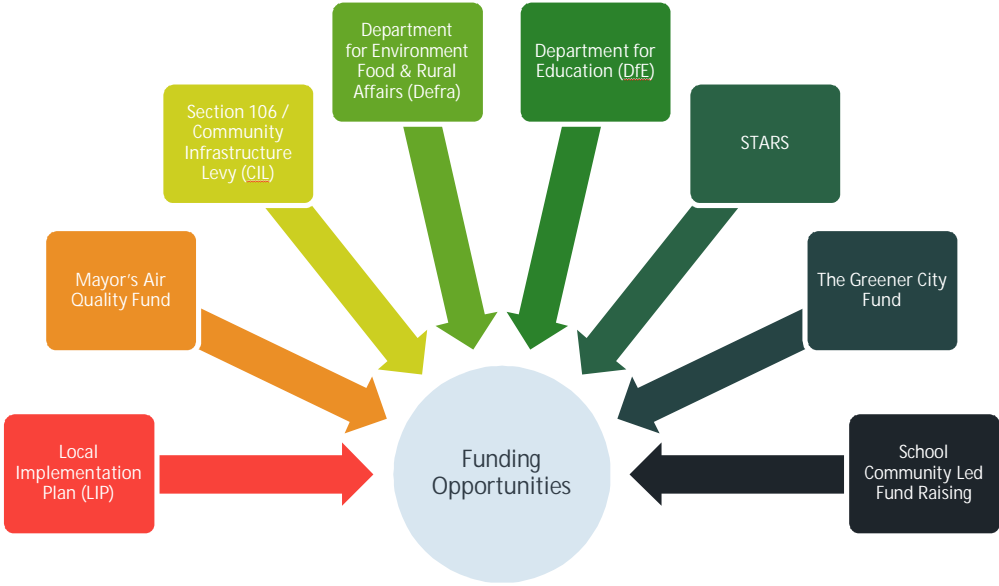 Department
for Environment
Food & Rural
Affairs (Defra)
Department for
Education (DfE)
Section 106 /
Community
Infrastructure
Levy (CIL)
STARS
Mayor's Air
Quality Fund
The Greener City
Fund
Local
Implementation
Plan (LIP)
Funding
Opportunities
School
Community Led
Fund Raising